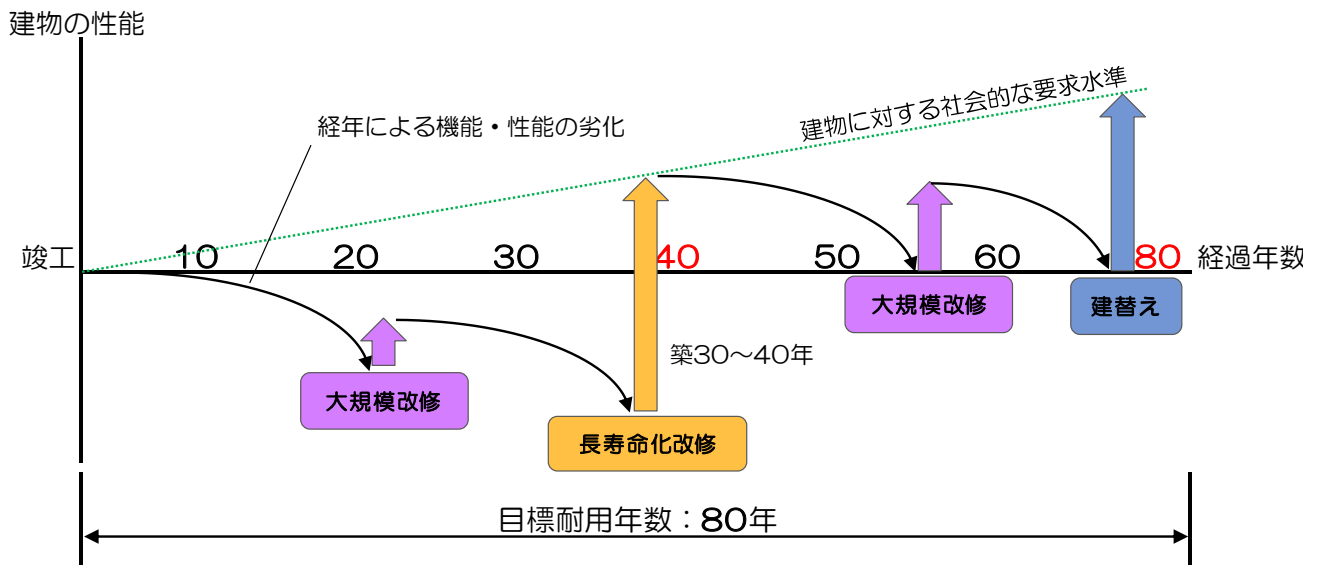 建物の性能
建物に対する社会的な要求水準
経年による機能・性能の劣化
竣工
10
20
30
40
50
60
80
経過年数
大規模改修
建替え
築30～40年
大規模改修
長寿命化改修
目標耐用年数：80年